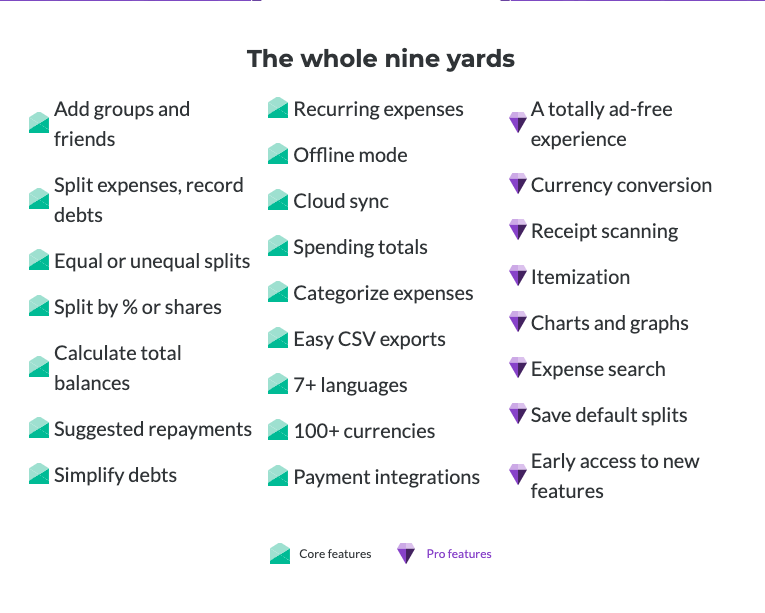 The whole nine yards
Add groups and
friends
Split expenses, record
debts
Equal or unequal splits
Split by % or shares
Calculate total
balances
Suggested repayments
Simplify debts
Recurring expenses
Offline mode
Cloud sync
Spending totals
Categorize expenses
Easy CSV exports
7+ languages
100+ currencies
Payment integrations
A totally ad-free
experience
Currency conversion
Receipt scanning
Itemization
Charts and graphs
Expense search
Save default splits
Early access to new
features
Core features
Pro features